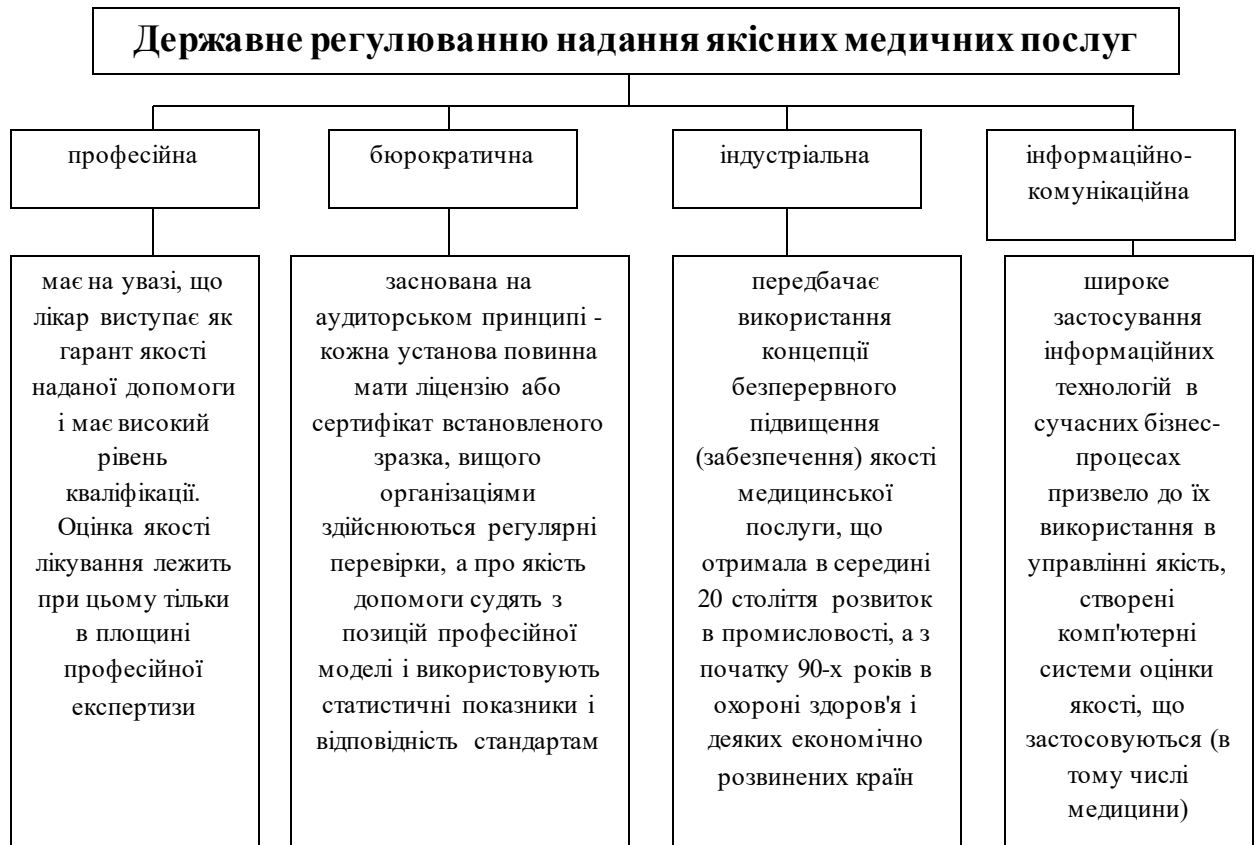 Державне регулюванню надання якісних медичних послуг
професійна
бюрократична
індустріальна
інформаційно-
комунікаційна
має на увазі, що
лікар виступає як
гарант якості
наданої допомоги
і має високий
рівень
кваліфікації.
Оцінка якості
лікування лежить
при цьому тільки
в площині
професійної
експертизи
заснована на
аудиторськом принципі -
кожна установа повинна
мати ліцензію або
сертифікат встановленого
зразка, вищого
організаціями
здійснюються регулярні
перевірки, а про якість
допомоги судять з
позицій професійної
моделі і використовують
статистичні показники і
відповідність стандартам
передбачає
використання
концепції
безперервного
підвищення
(забезпечення) якості
медицинської
послуги, що
отримала в середині
20 століття розвиток
в промисловості, а з
початку 90-х років в
охороні здоров'я і
деяких економічно
розвинених країн
широке
застосування
інформаційних
технологій в
сучасних бізнес-
процесах
призвело до їх
використання в
управлінні якість,
створені
комп'ютерні
системи оцінки
якості, що
застосовуються (в
тому числі
медицини)